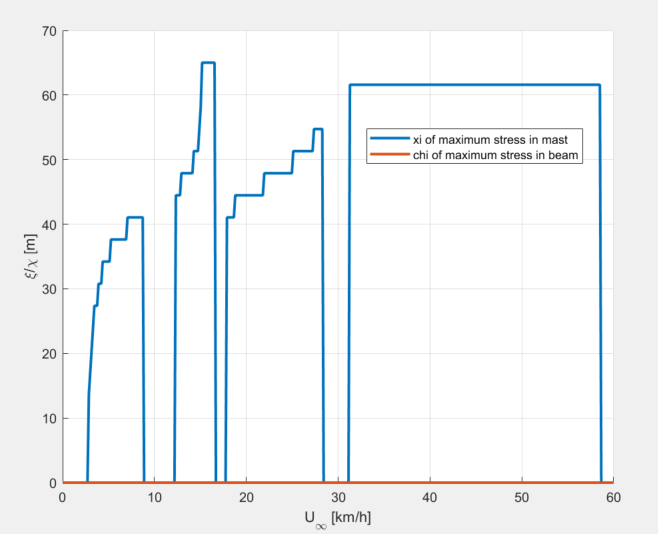 70
60
50
40
30
20
10
0
ξ/χ [m]
xi of maximum stress in mast
chi of maximum stress in beam
0 10 20 30 40 50 60
U∞ [km/h]